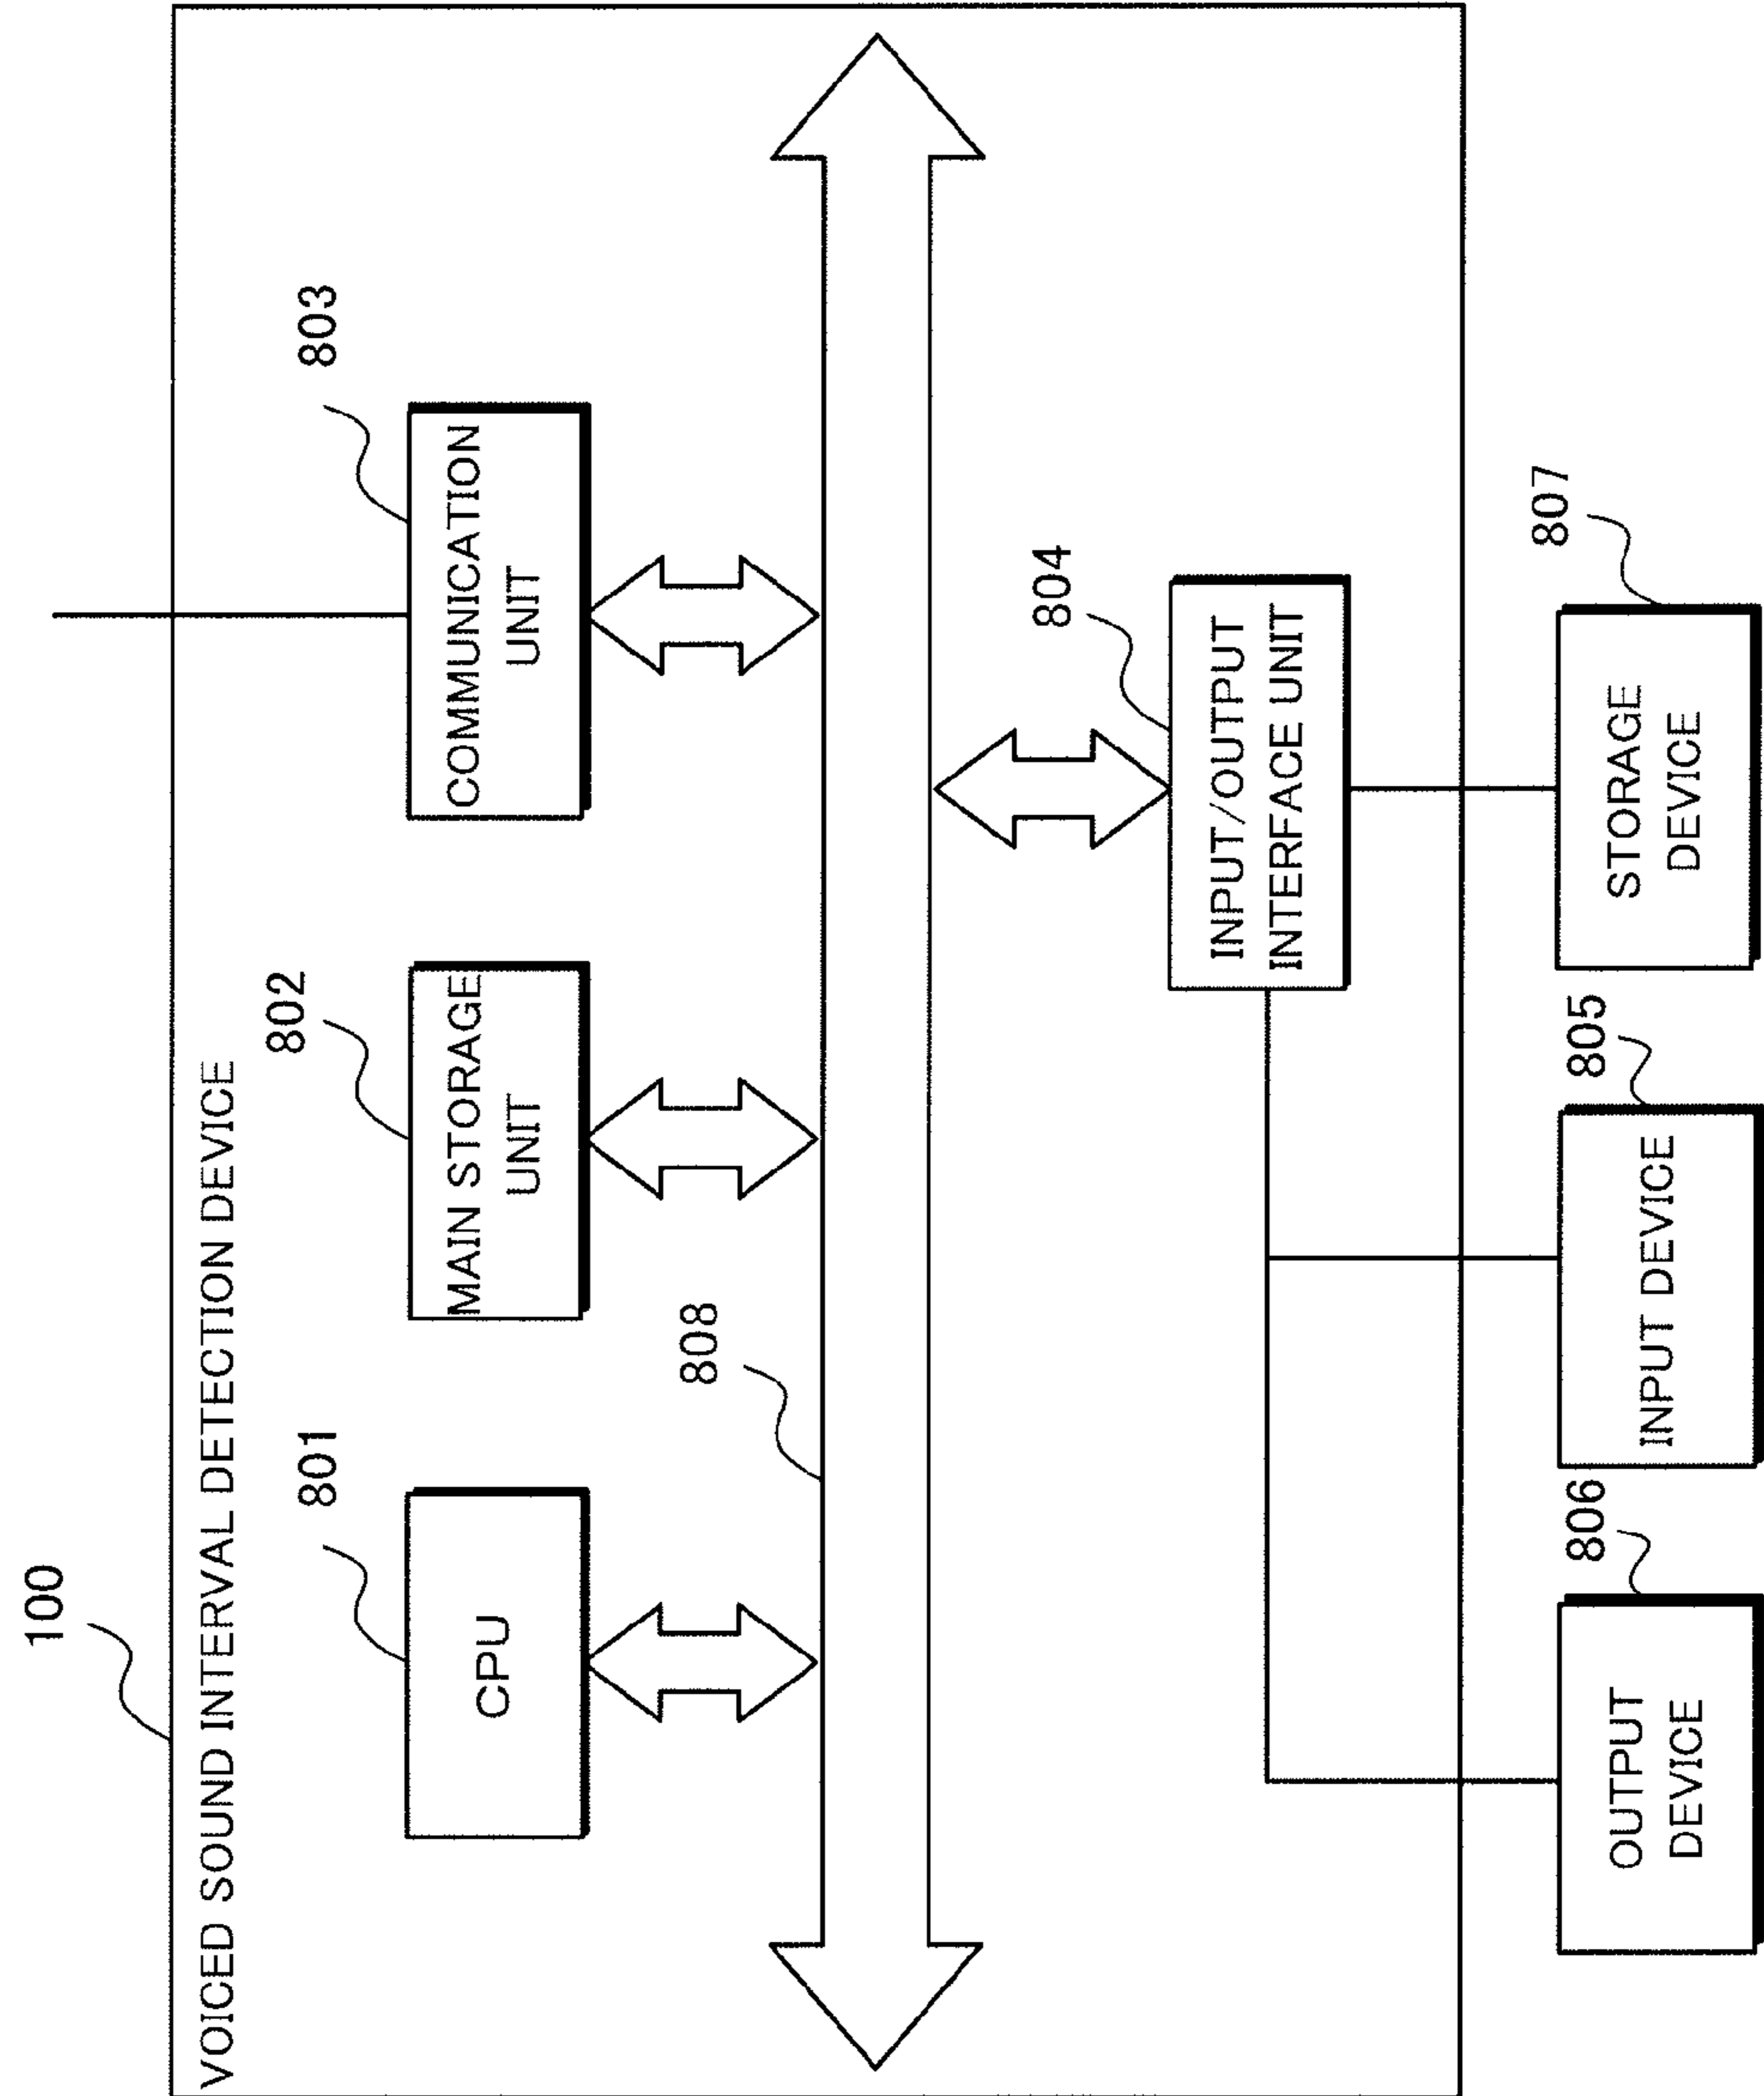 100
VOICED SOUND INTERVAL DETECTION DEVICE
801
802
803
CPU
MAIN STORAGE
UNIT
COMMUNICATION
UNIT
808
804
INPUT/OUTPUT
INTERFACE UNIT
806
805
807
OUTPUT
DEVICE
INPUT DEVICE
STORAGE
DEVICE